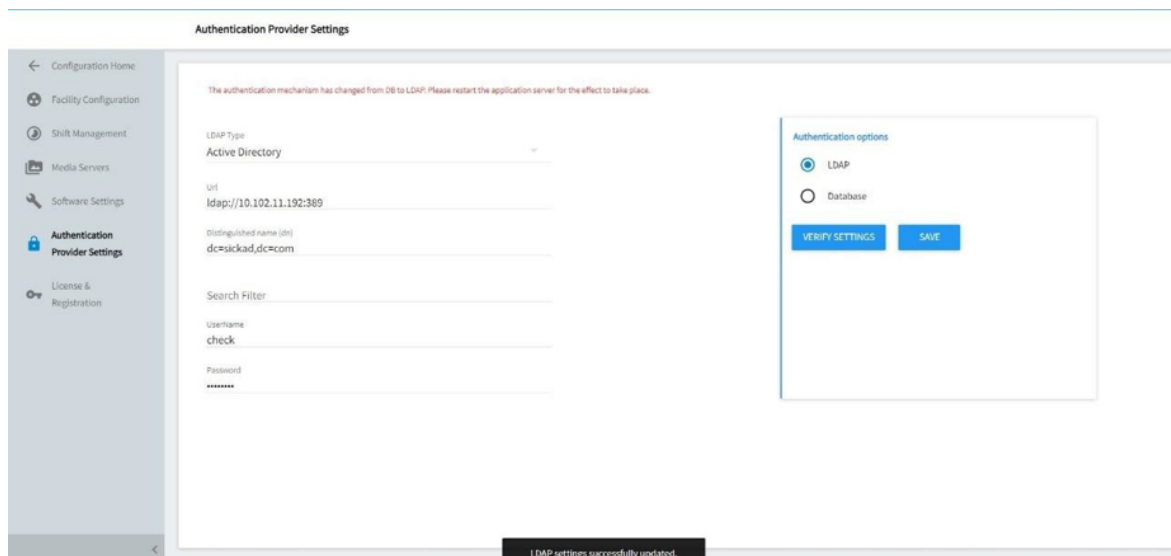 Authentication Provider Settings
Configuration Home
Facility Configuration
Shift Management
Media Servers
Software Settings
Authentication
Provider Settings
License &
Registration
The authentication mechanism has changed from DB to LDAP. Please restart the application server for the effect to take place.
LDAP Type
Active Directory
Url
ldap://10.102.11.192:389
Distinguished name (dn)
dc=sickad,dc=com
Search Filter
UserName
check
Password
••••••••
Authentication options
LDAP
Database
VERIFY SETTINGS
SAVE
LDAP settings successfully updated.